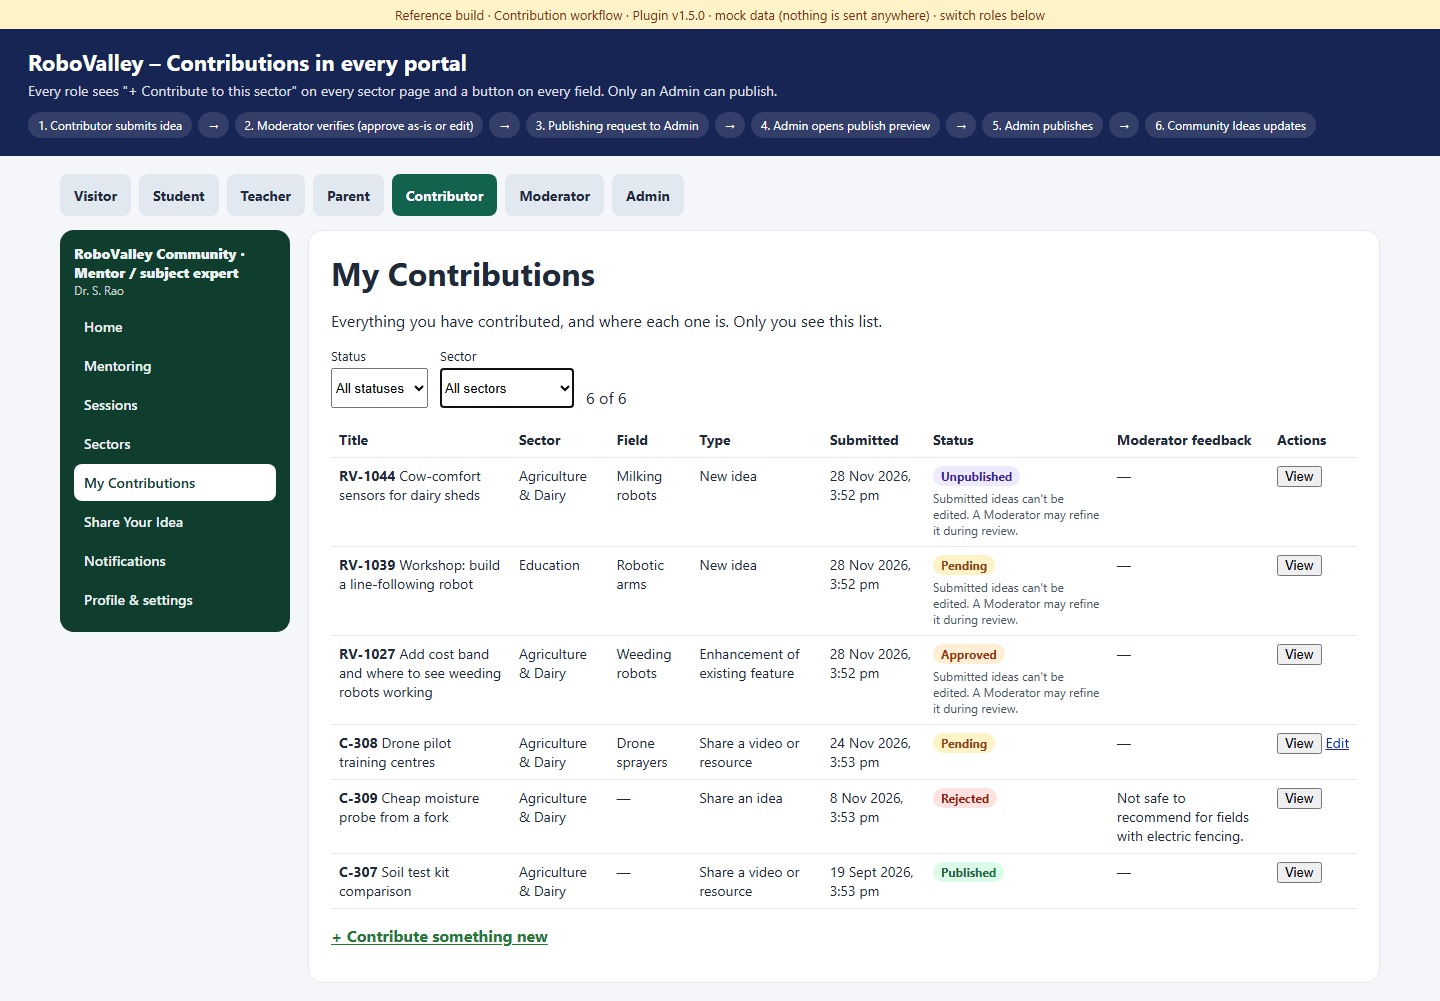 Reference build · Contribution workflow · Plugin v1.5.0 · mock data (nothing is sent anywhere) · switch roles below
RoboValley – Contributions in every portal
Every role sees "+ Contribute to this sector" on every sector page and a button on every field. Only an Admin can publish.
1. Contributor submits idea → 2. Moderator verifies (approve as-is or edit) → 3. Publishing request to Admin → 4. Admin opens publish preview → 5. Admin publishes → 6. Community Ideas updates
Visitor Student Teacher Parent Contributor Moderator Admin
RoboValley Community ·
Mentor / subject expert
Dr. S. Rao
Home
Mentoring
Sessions
Sectors
My Contributions
Share Your Idea
Notifications
Profile & settings
My Contributions
Everything you have contributed, and where each one is. Only you see this list.
Status Sector
All statuses All sectors 6 of 6
Title Sector Field Type Submitted Status Moderator feedback Actions
RV-1044 Cow-comfort Agriculture Milking New idea 28 Nov 2026, Unpublished — View
sensors for dairy sheds & Dairy robots 3:52 pm
Submitted ideas can't be
edited. A Moderator may refine
it during review.
RV-1039 Workshop: build Education Robotic New idea 28 Nov 2026, Pending — View
a line-following robot arms 3:52 pm
Submitted ideas can't be
edited. A Moderator may refine
it during review.
RV-1027 Add cost band Agriculture Weeding Enhancement of 28 Nov 2026, Approved — View
and where to see weeding & Dairy robots existing feature 3:52 pm
robots working
Submitted ideas can't be
edited. A Moderator may refine
it during review.
C-308 Drone pilot Agriculture Drone Share a video or 24 Nov 2026, Pending — View Edit
training centres & Dairy sprayers resource 3:53 pm
C-309 Cheap moisture Agriculture — Share an idea 8 Nov 2026, Rejected Not safe to View
probe from a fork & Dairy 3:53 pm recommend for fields
with electric fencing.
C-307 Soil test kit Agriculture — Share a video or 19 Sept 2026, Published — View
comparison & Dairy resource 3:53 pm
+ Contribute something new